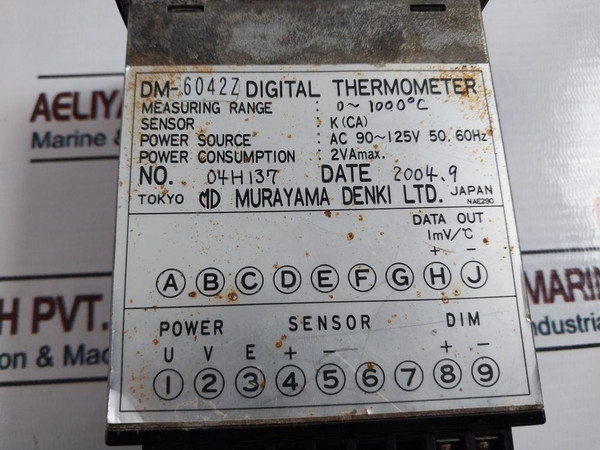 DM-6042Z DIGITAL THERMOMETER
MEASURING RANGE : 0~1000°C
SENSOR : K(CA)
POWER SOURCE : AC 90~125V 50.60Hz
POWER CONSUMPTION : 2VAmax.
NO. 04H137 DATE 2004.9
TOKYO MD MURAYAMA DENKI LTD. JAPAN
NAE290
DATA OUT
1mV/°C
+ −
A B C D E F G H J
POWER SENSOR DIM
U V E + − + −
1 2 3 4 5 6 7 8 9
AELIYA
Marine &
H PVT.
on & Mac
MARIN
dustria